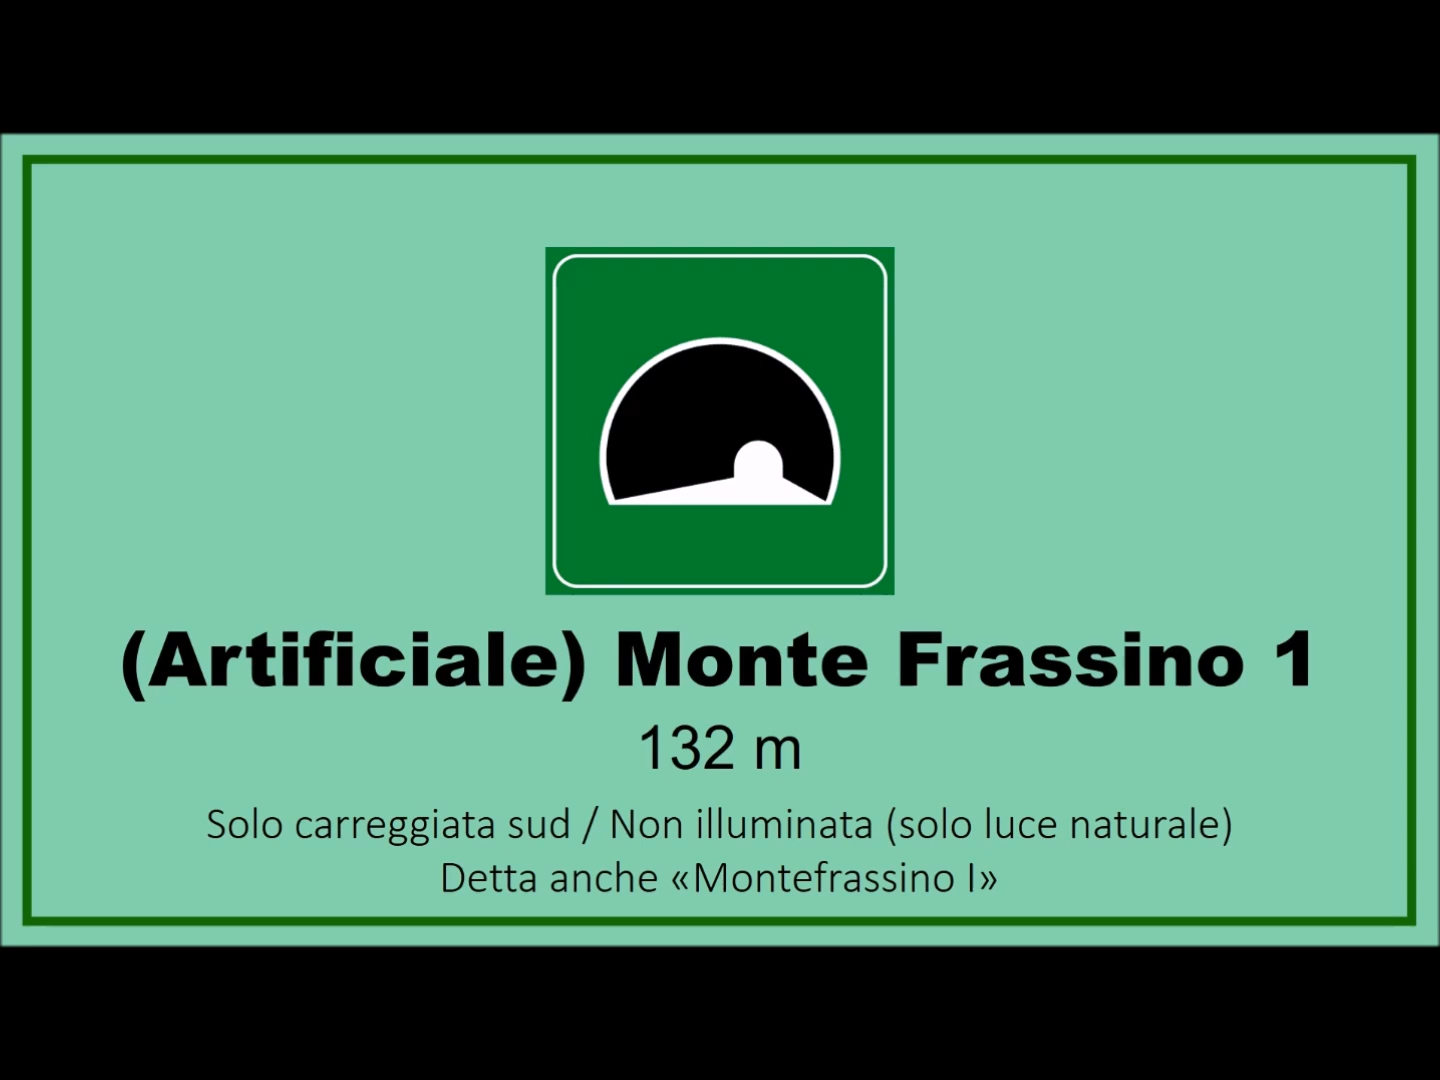 (Artificiale) Monte Frassino 1
132 m
Solo carreggiata sud / Non illuminata (solo luce naturale)
Detta anche «Montefrassino I»